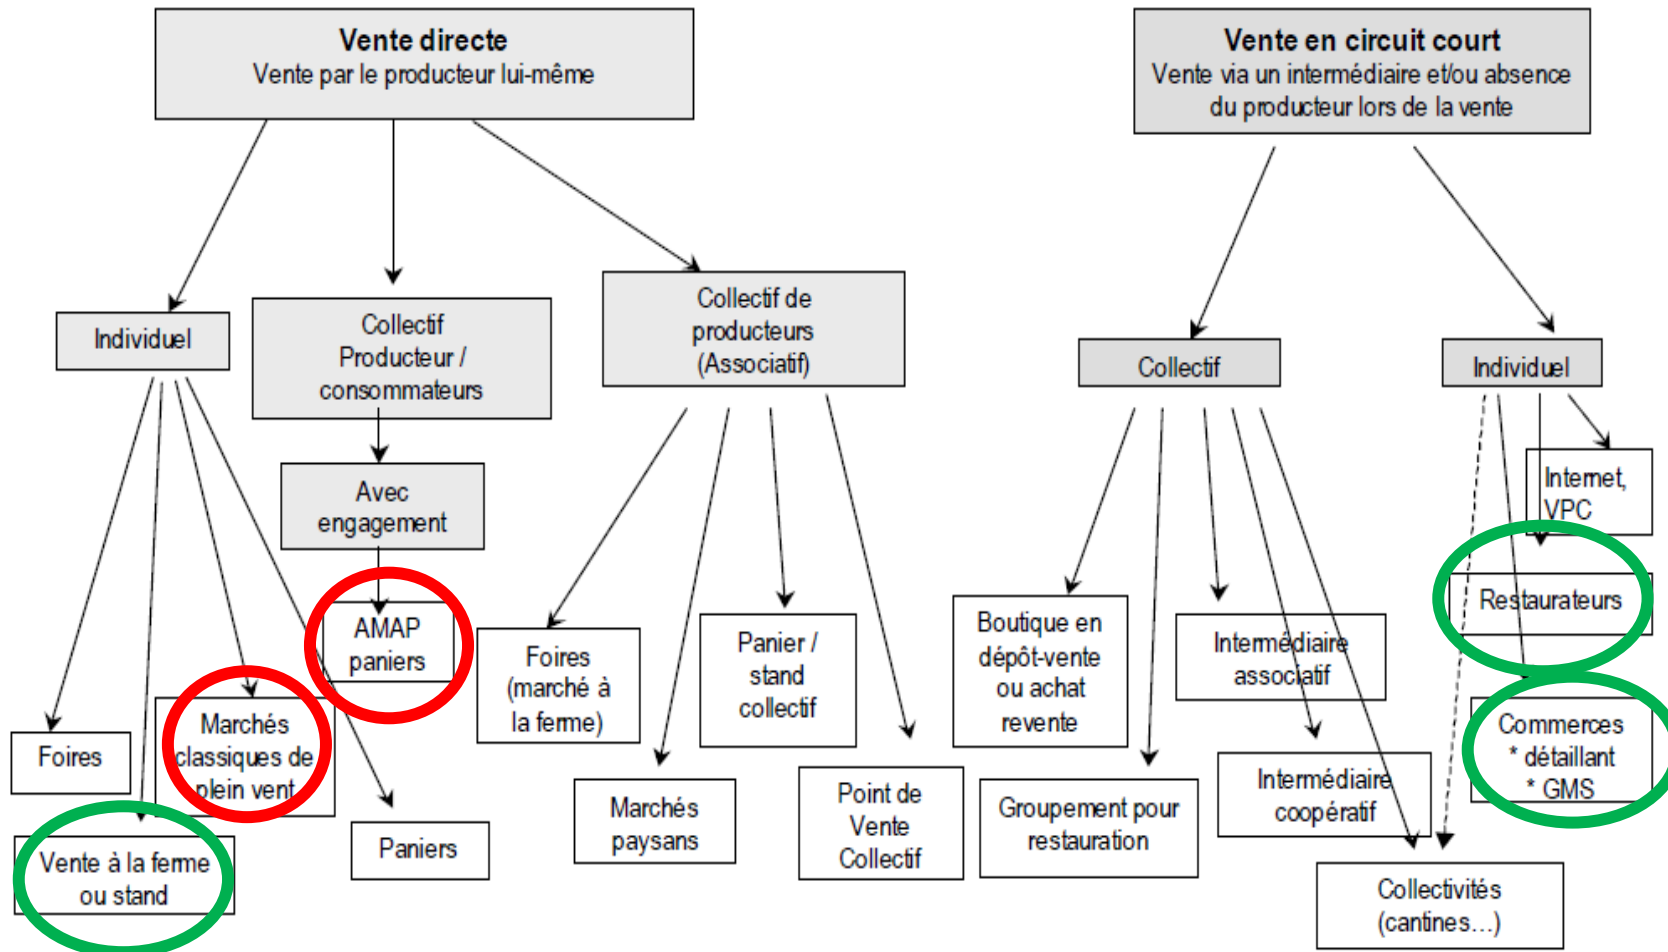 Vente directe
Vente par le producteur lui-même
Vente en circuit court
Vente via un intermédiaire et/ou absence
du producteur lors de la vente
Individuel
Collectif
Producteur /
consommateurs
Collectif de
producteurs
(Associatif)
Collectif
Individuel
Avec
engagement
Internet,
VPC
AMAP
paniers
Foires
(marché à
la ferme)
Panier /
stand
collectif
Boutique en
dépôt-vente
ou achat
revente
Intermédiaire
associatif
Restaurateurs
Foires
Marchés
classiques de
plein vent
Marchés
paysans
Point de
Vente
Collectif
Groupement pour
restauration
Intermédiaire
coopératif
Commerces
* détaillant
* GMS
Vente à la ferme
ou stand
Paniers
Collectivités
(cantines…)